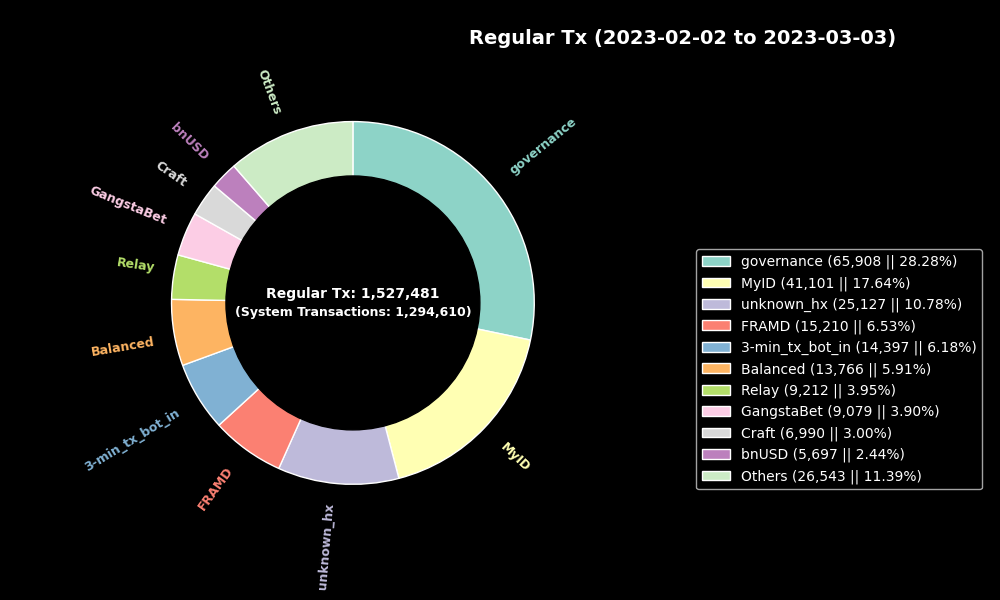 Regular Tx (2023-02-02 to 2023-03-03)
Others
governance
bnUSD
Craft
GangstaBet
Relay
Balanced
3-min_tx_bot_in
FRAMD
unknown_hx
MyID
Regular Tx: 1,527,481
(System Transactions: 1,294,610)
governance (65,908 || 28.28%)
MyID (41,101 || 17.64%)
unknown_hx (25,127 || 10.78%)
FRAMD (15,210 || 6.53%)
3-min_tx_bot_in (14,397 || 6.18%)
Balanced (13,766 || 5.91%)
Relay (9,212 || 3.95%)
GangstaBet (9,079 || 3.90%)
Craft (6,990 || 3.00%)
bnUSD (5,697 || 2.44%)
Others (26,543 || 11.39%)